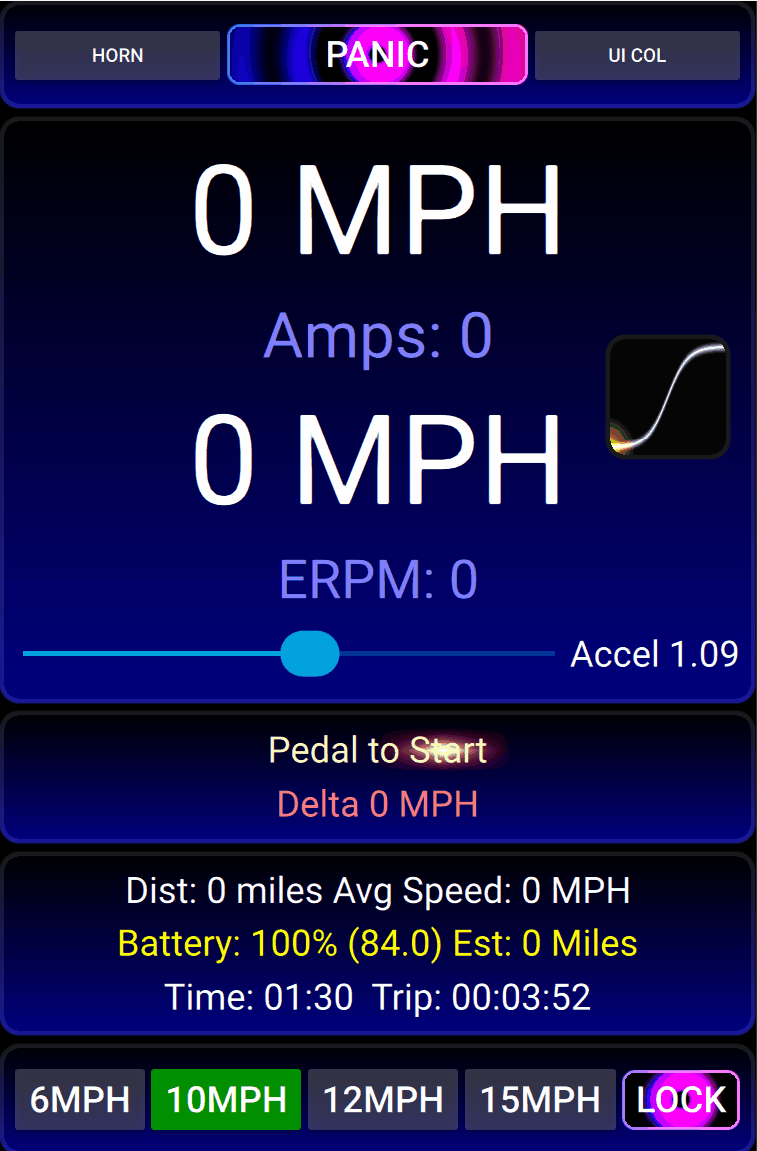 HORN PANIC UI COL
0 MPH
Amps: 0
0 MPH
ERPM: 0
Accel 1.09
Pedal to Start
Delta 0 MPH
Dist: 0 miles Avg Speed: 0 MPH
Battery: 100% (84.0) Est: 0 Miles
Time: 01:30 Trip: 00:03:52
6MPH 10MPH 12MPH 15MPH LOCK